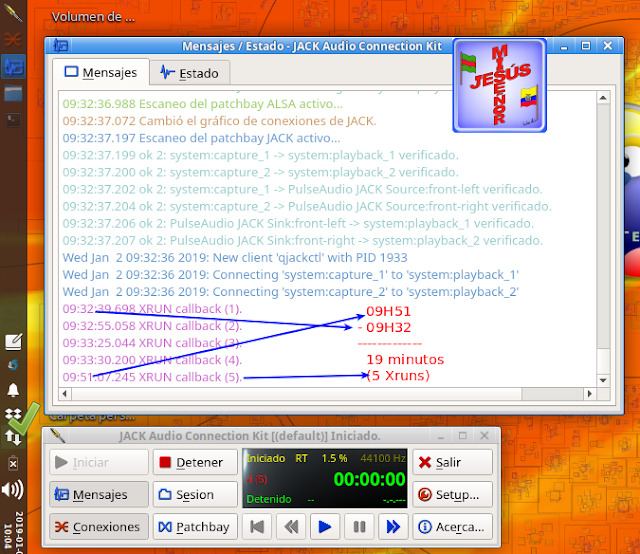 Volumen de ...
Mensajes / Estado - JACK Audio Connection Kit
Mensajes
Estado
JESÚS
MI SEÑOR
09:32:36.988 Escaneo del patchbay ALSA activo...
09:32:37.072 Cambió el gráfico de conexiones de JACK.
09:32:37.197 Escaneo del patchbay JACK activo...
09:32:37.199 ok 2: system:capture_1 -> system:playback_1 verificado.
09:32:37.200 ok 2: system:capture_2 -> system:playback_2 verificado.
09:32:37.202 ok 2: system:capture_1 -> PulseAudio JACK Source:front-left verificado.
09:32:37.204 ok 2: system:capture_2 -> PulseAudio JACK Source:front-right verificado.
09:32:37.206 ok 2: PulseAudio JACK Sink:front-left -> system:playback_1 verificado.
09:32:37.207 ok 2: PulseAudio JACK Sink:front-right -> system:playback_2 verificado.
Wed Jan 2 09:32:36 2019: New client 'qjackctl' with PID 1933
Wed Jan 2 09:32:36 2019: Connecting 'system:capture_1' to 'system:playback_1'
Wed Jan 2 09:32:36 2019: Connecting 'system:capture_2' to 'system:playback_2'
09:32:39.698 XRUN callback (1).
09:32:55.058 XRUN callback (2).
09:33:25.044 XRUN callback (3).
09:33:30.200 XRUN callback (4).
09:51:07.245 XRUN callback (5).
09H51
- 09H32
-------------
19 minutos
(5 Xruns)
JACK Audio Connection Kit [(default)] Iniciado.
Iniciar
Detener
Iniciado RT 1.5 % 44100 Hz
(5) 00:00:00
Detenido -- -.-.---
Salir
Mensajes
Sesion
Setup...
Conexiones
Patchbay
Acerca...
10:04